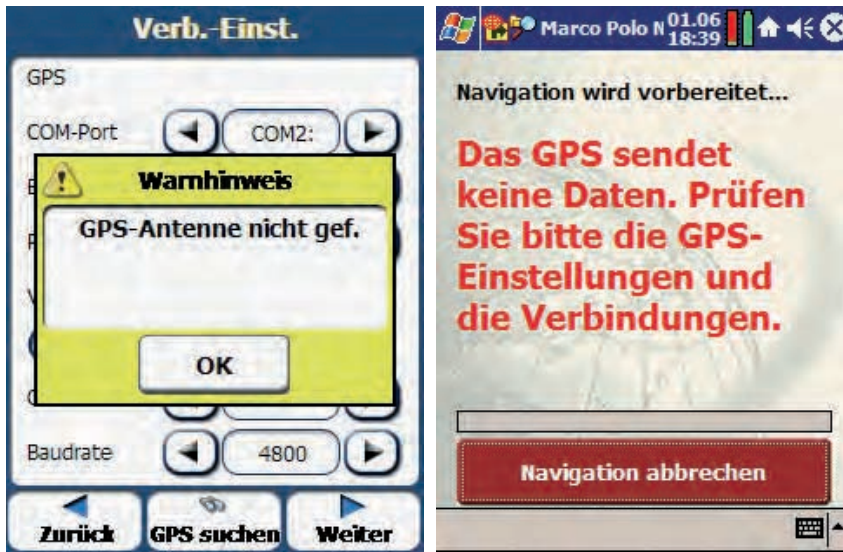 Verb.-Einst.
GPS
COM-Port
COM2:
Warnhinweis
GPS-Antenne nicht gef.
OK
Baudrate
4800
Zurück
GPS suchen
Weiter
Marco Polo N
01.06
18:39
Navigation wird vorbereitet...
Das GPS sendet
keine Daten. Prüfen
Sie bitte die GPS-
Einstellungen und
die Verbindungen.
Navigation abbrechen